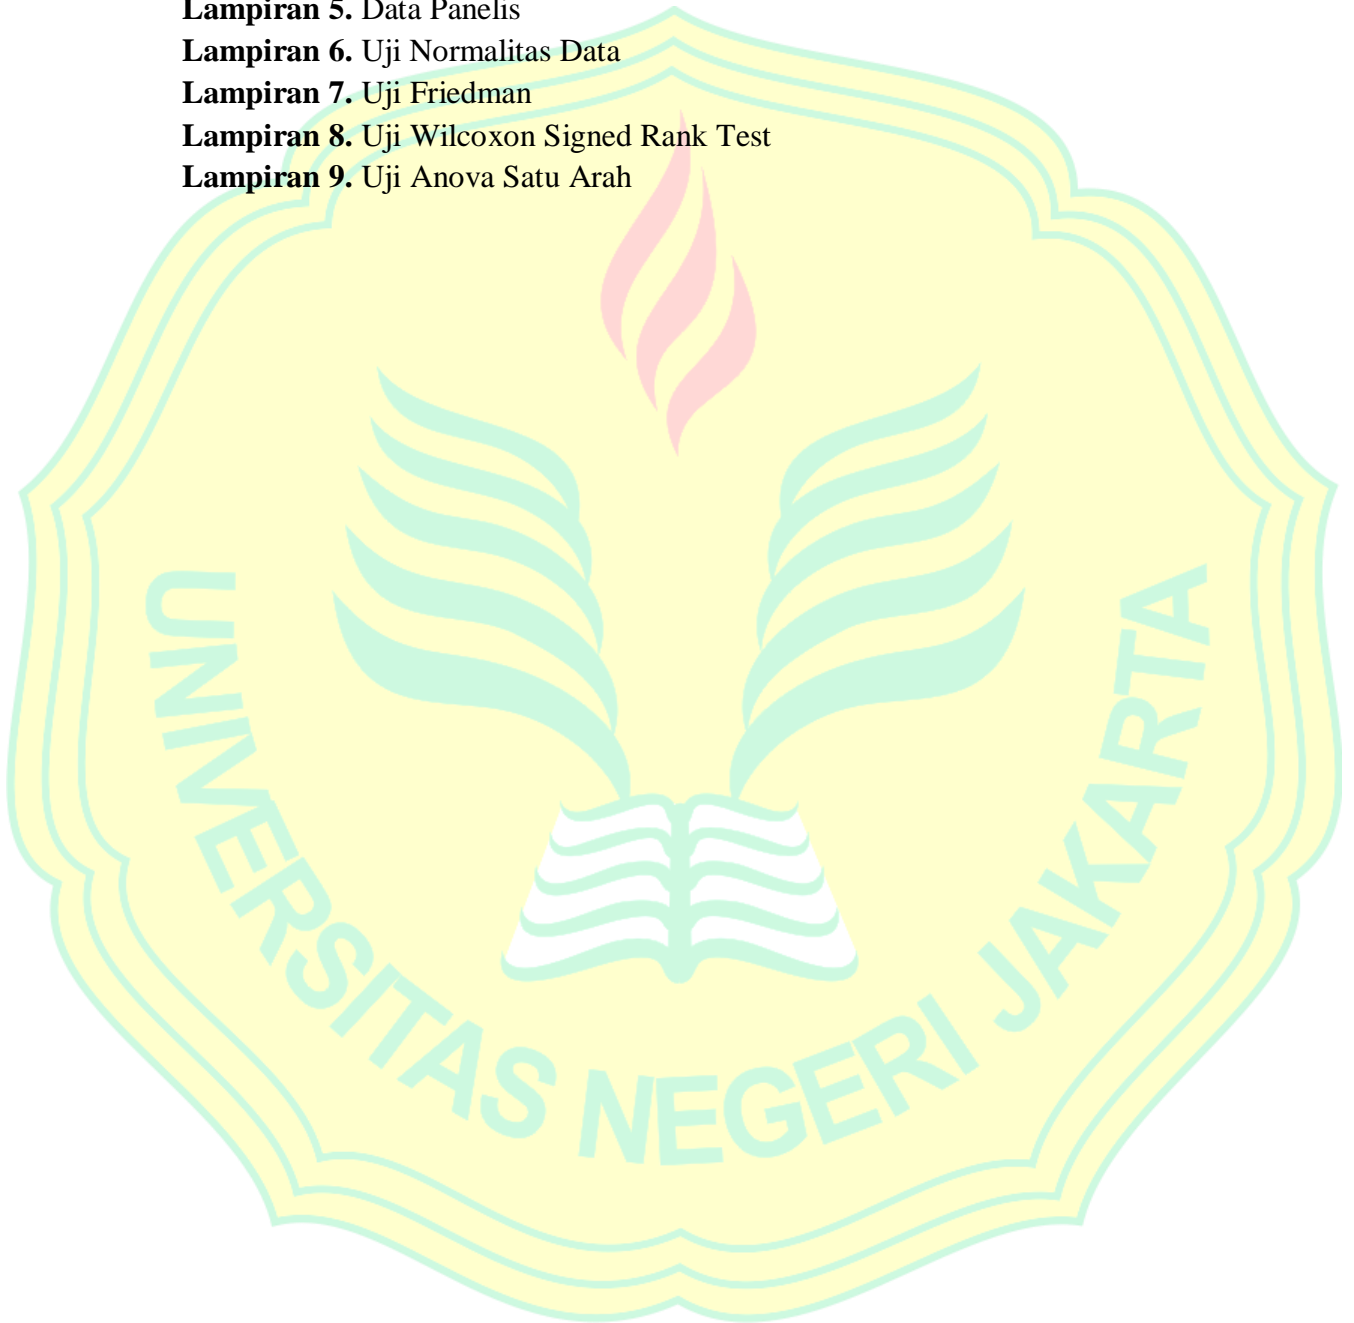 Lampiran 5. Data Panelis
Lampiran 6. Uji Normalitas Data
Lampiran 7. Uji Friedman
Lampiran 8. Uji Wilcoxon Signed Rank Test
Lampiran 9. Uji Anova Satu Arah
UNIVERSITAS NEGERI JAKARTA